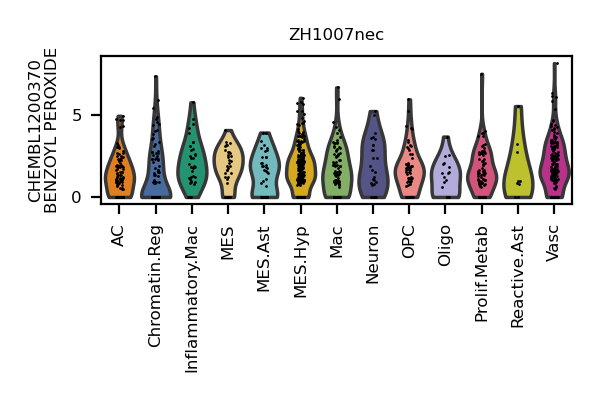 ZH1007nec
CHEMBL1200370
BENZOYL PEROXIDE
5
0
AC
Chromatin.Reg
Inflammatory.Mac
MES
MES.Ast
MES.Hyp
Mac
Neuron
OPC
Oligo
Prolif.Metab
Reactive.Ast
Vasc